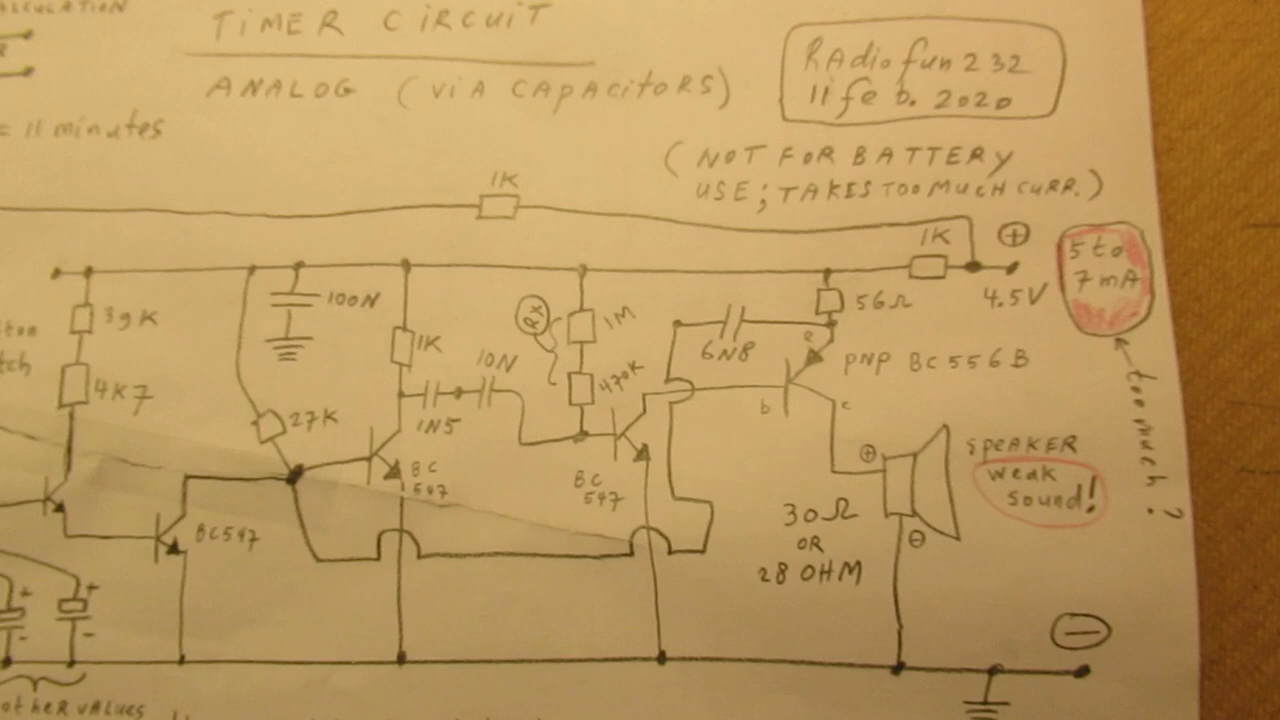 TIMER CIRCUIT
ANALOG (VIA CAPACITORS)
RAdio fun 232
11 feb. 2020
= 11 minutes
(NOT FOR BATTERY
USE; TAKES TOO MUCH CURR.)
1K
1K
+
5 to
7 mA
4.5V
39K
100N
1K
RX
1M
56Ω
6N8
10N
470K
PNP BC 556B
e
b
c
4K7
27K
1N5
BC
547
BC
547
too much?
SPEAKER
weak
sound!
+
30Ω
OR
28 OHM
−
BC547
+
+
-
-
−
other values